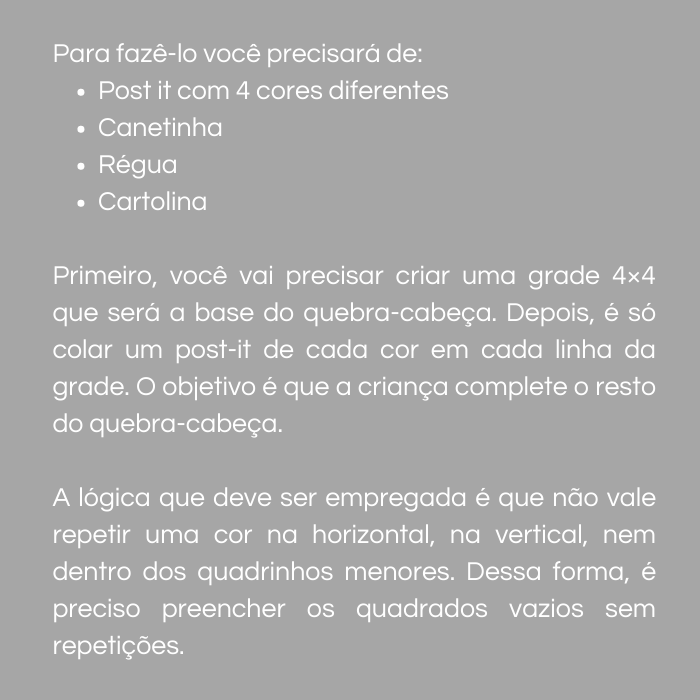 Para fazê-lo você precisará de:
• Post it com 4 cores diferentes
• Canetinha
• Régua
• Cartolina
Primeiro, você vai precisar criar uma grade 4×4
que será a base do quebra-cabeça. Depois, é só
colar um post-it de cada cor em cada linha da
grade. O objetivo é que a criança complete o resto
do quebra-cabeça.
A lógica que deve ser empregada é que não vale
repetir uma cor na horizontal, na vertical, nem
dentro dos quadrinhos menores. Dessa forma, é
preciso preencher os quadrados vazios sem
repetições.